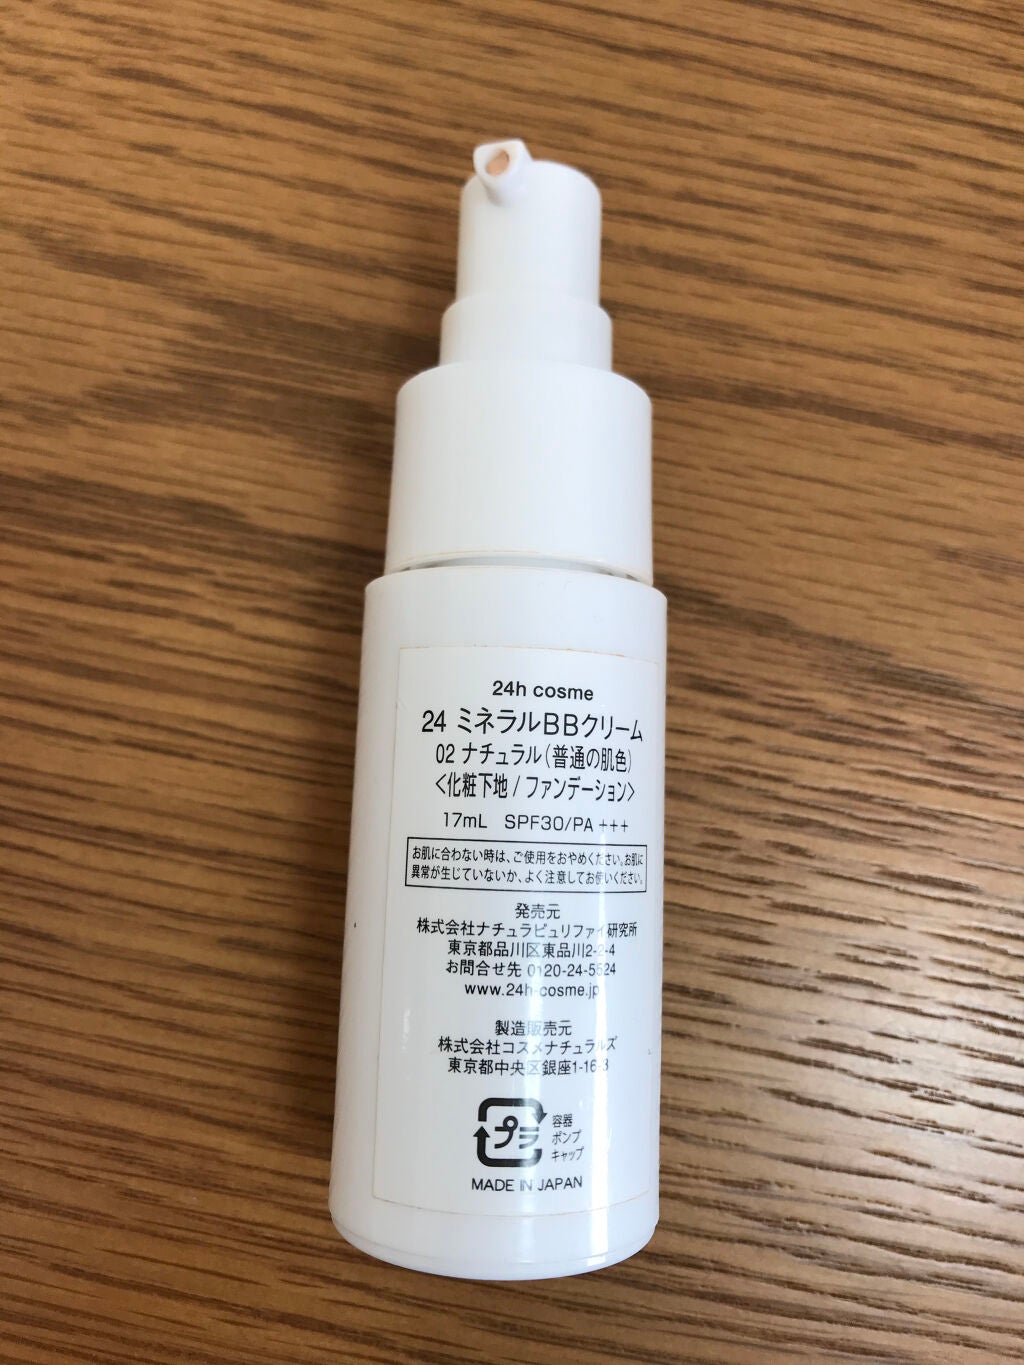 24h cosme
24 ミネラルBBクリーム
02 ナチュラル(普通の肌色)
<化粧下地/ファンデーション>
17mL SPF30/PA+++
お肌に合わない時は、ご使用をおやめください。お肌に
異常が生じていないか、よく注意してお使いください。
発売元
株式会社ナチュラピュリファイ研究所
東京都品川区東品川2-2-4
お問合せ先 0120-24-5524
www.24h-cosme.jp
製造販売元
株式会社コスメナチュラルズ
東京都中央区銀座1-16-3
プラ
容器
ポンプ
キャップ
MADE IN JAPAN